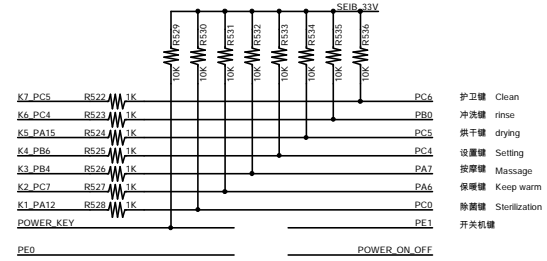 SEIB_33V
R529 R530 R531 R532 R533 R534 R535 R536
10K 10K 10K 10K 10K 10K 10K 10K
K7_PC5 R522 1K PC6 护卫键 Clean
K6_PC4 R523 1K PB0 冲洗键 rinse
K5_PA15 R524 1K PC5 烘干键 drying
K4_PB6 R525 1K PC4 设置键 Setting
K3_PB4 R526 1K PA7 按摩键 Massage
K2_PC7 R527 1K PA6 保暖键 Keep warm
K1_PA12 R528 1K PC0 除菌键 Sterilization
POWER_KEY PE1 开关机键
PE0 POWER_ON_OFF